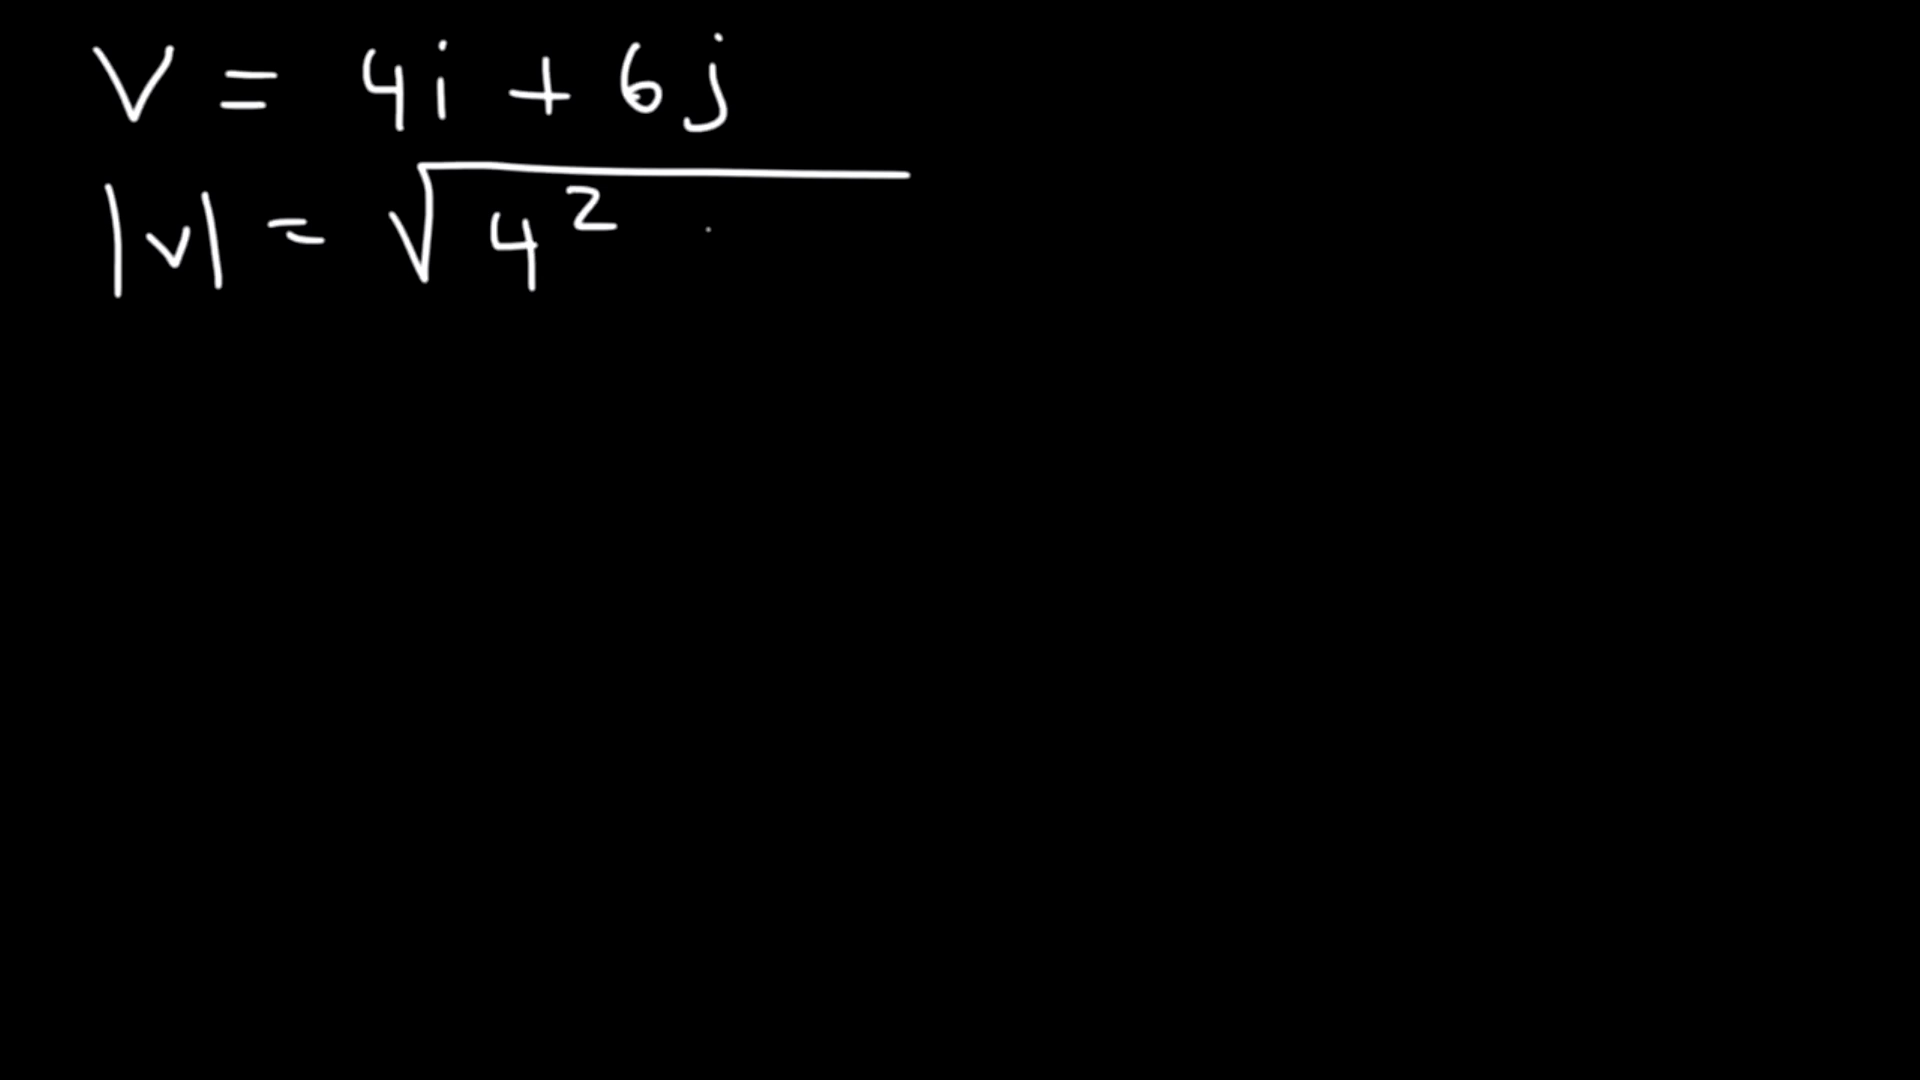 V = 4i + 6j
|v| = √4²